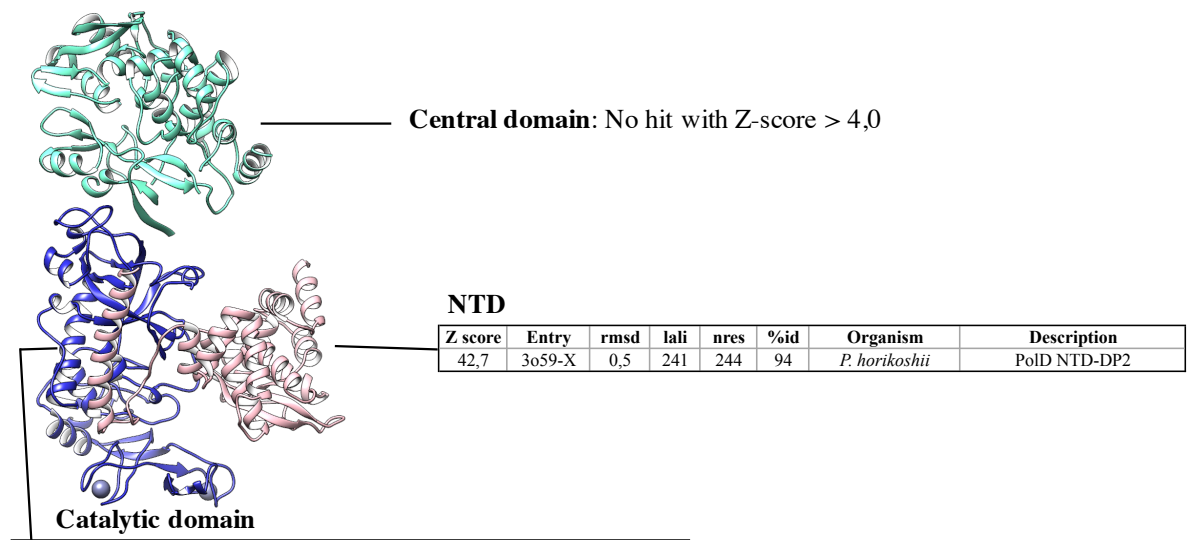 Central domain: No hit with Z-score > 4,0
NTD
Z score Entry rmsd lali nres %id Organism Description
42,7 3o59-X 0,5 241 244 94 P. horikoshii PolD NTD-DP2
Catalytic domain